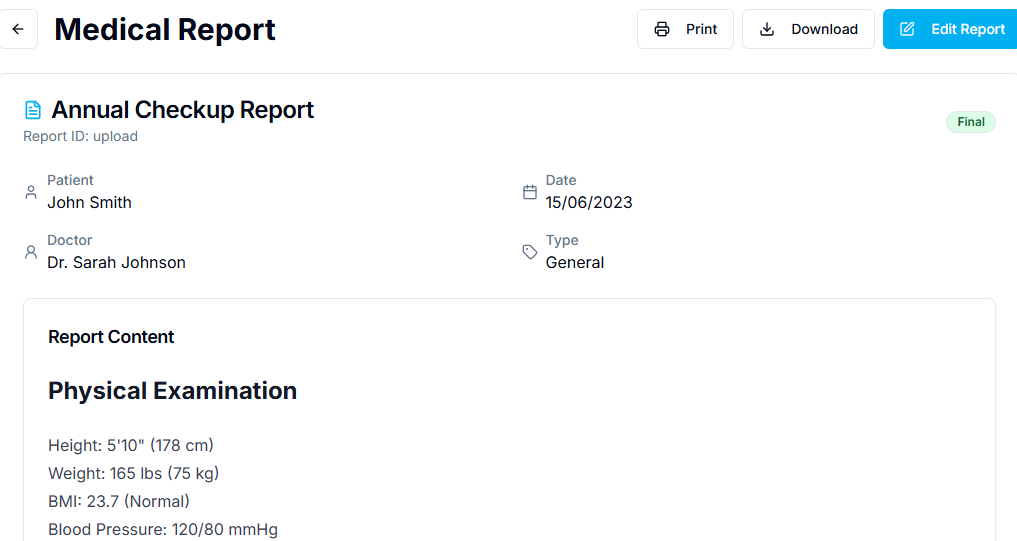 Medical Report
Print
Download
Edit Report
Annual Checkup Report
Report ID: upload
Final
Patient
John Smith
Date
15/06/2023
Doctor
Dr. Sarah Johnson
Type
General
Report Content
Physical Examination
Height: 5'10" (178 cm)
Weight: 165 lbs (75 kg)
BMI: 23.7 (Normal)
Blood Pressure: 120/80 mmHg